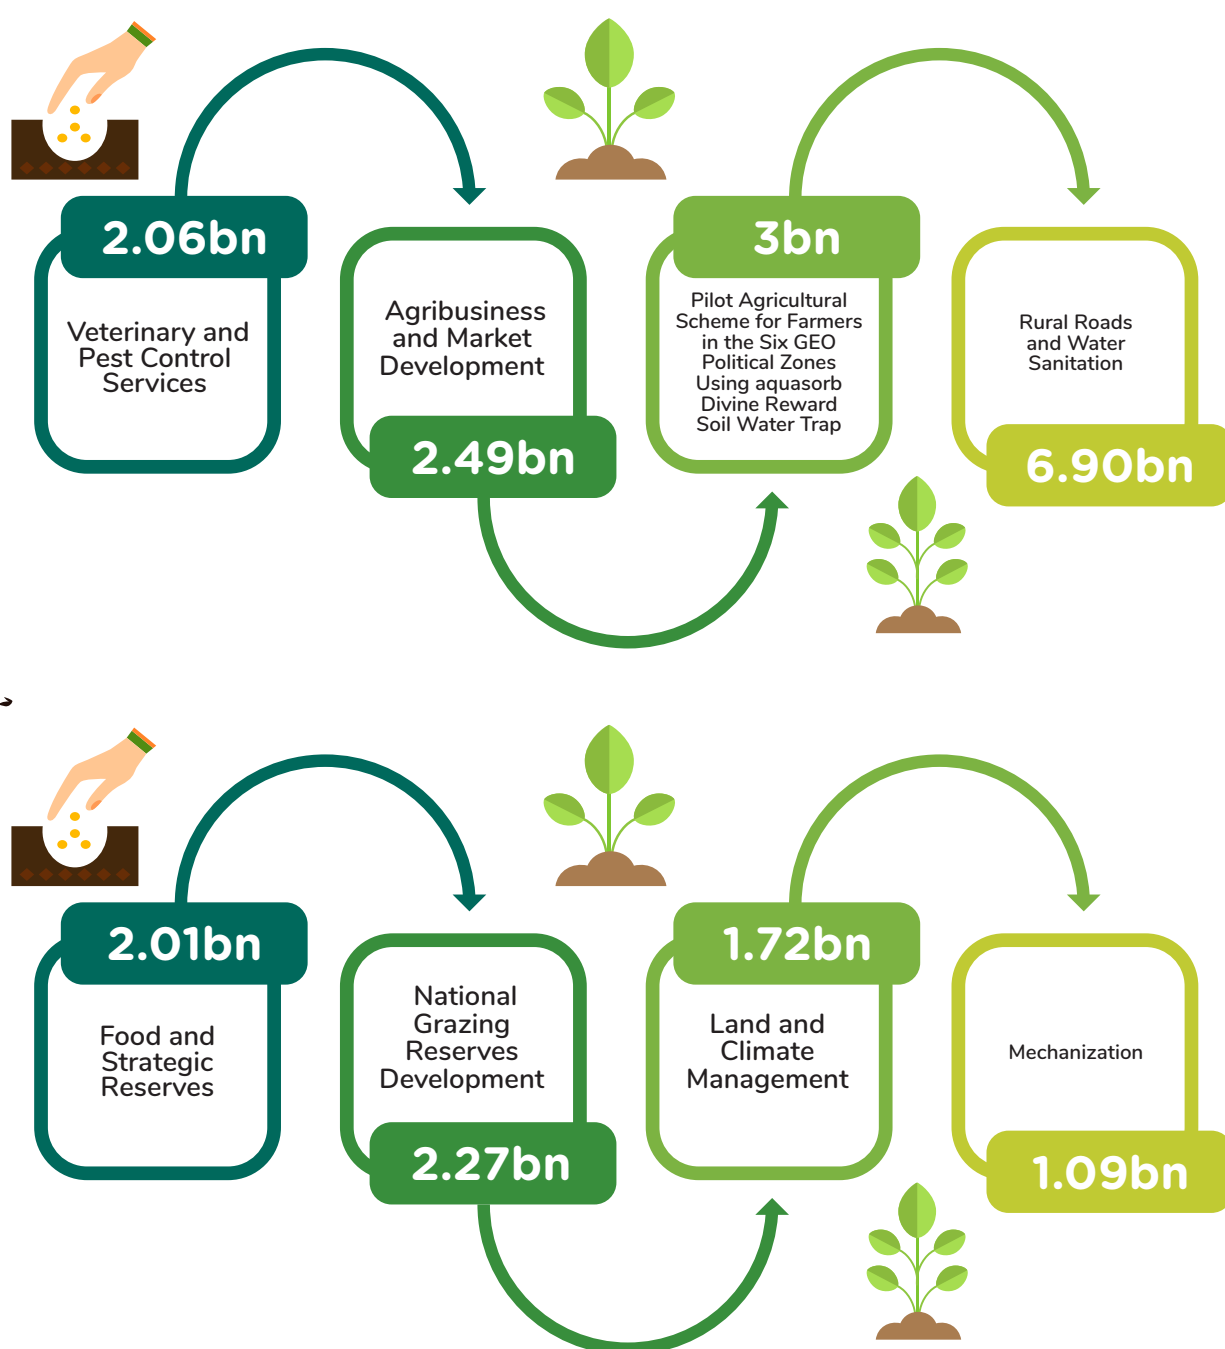 2.06bn
Veterinary and
Pest Control
Services
Agribusiness
and Market
Development
2.49bn
3bn
Pilot Agricultural
Scheme for Farmers
in the Six GEO
Political Zones
Using aquasorb
Divine Reward
Soil Water Trap
Rural Roads
and Water
Sanitation
6.90bn
2.01bn
Food and
Strategic
Reserves
National
Grazing
Reserves
Development
2.27bn
1.72bn
Land and
Climate
Management
Mechanization
1.09bn